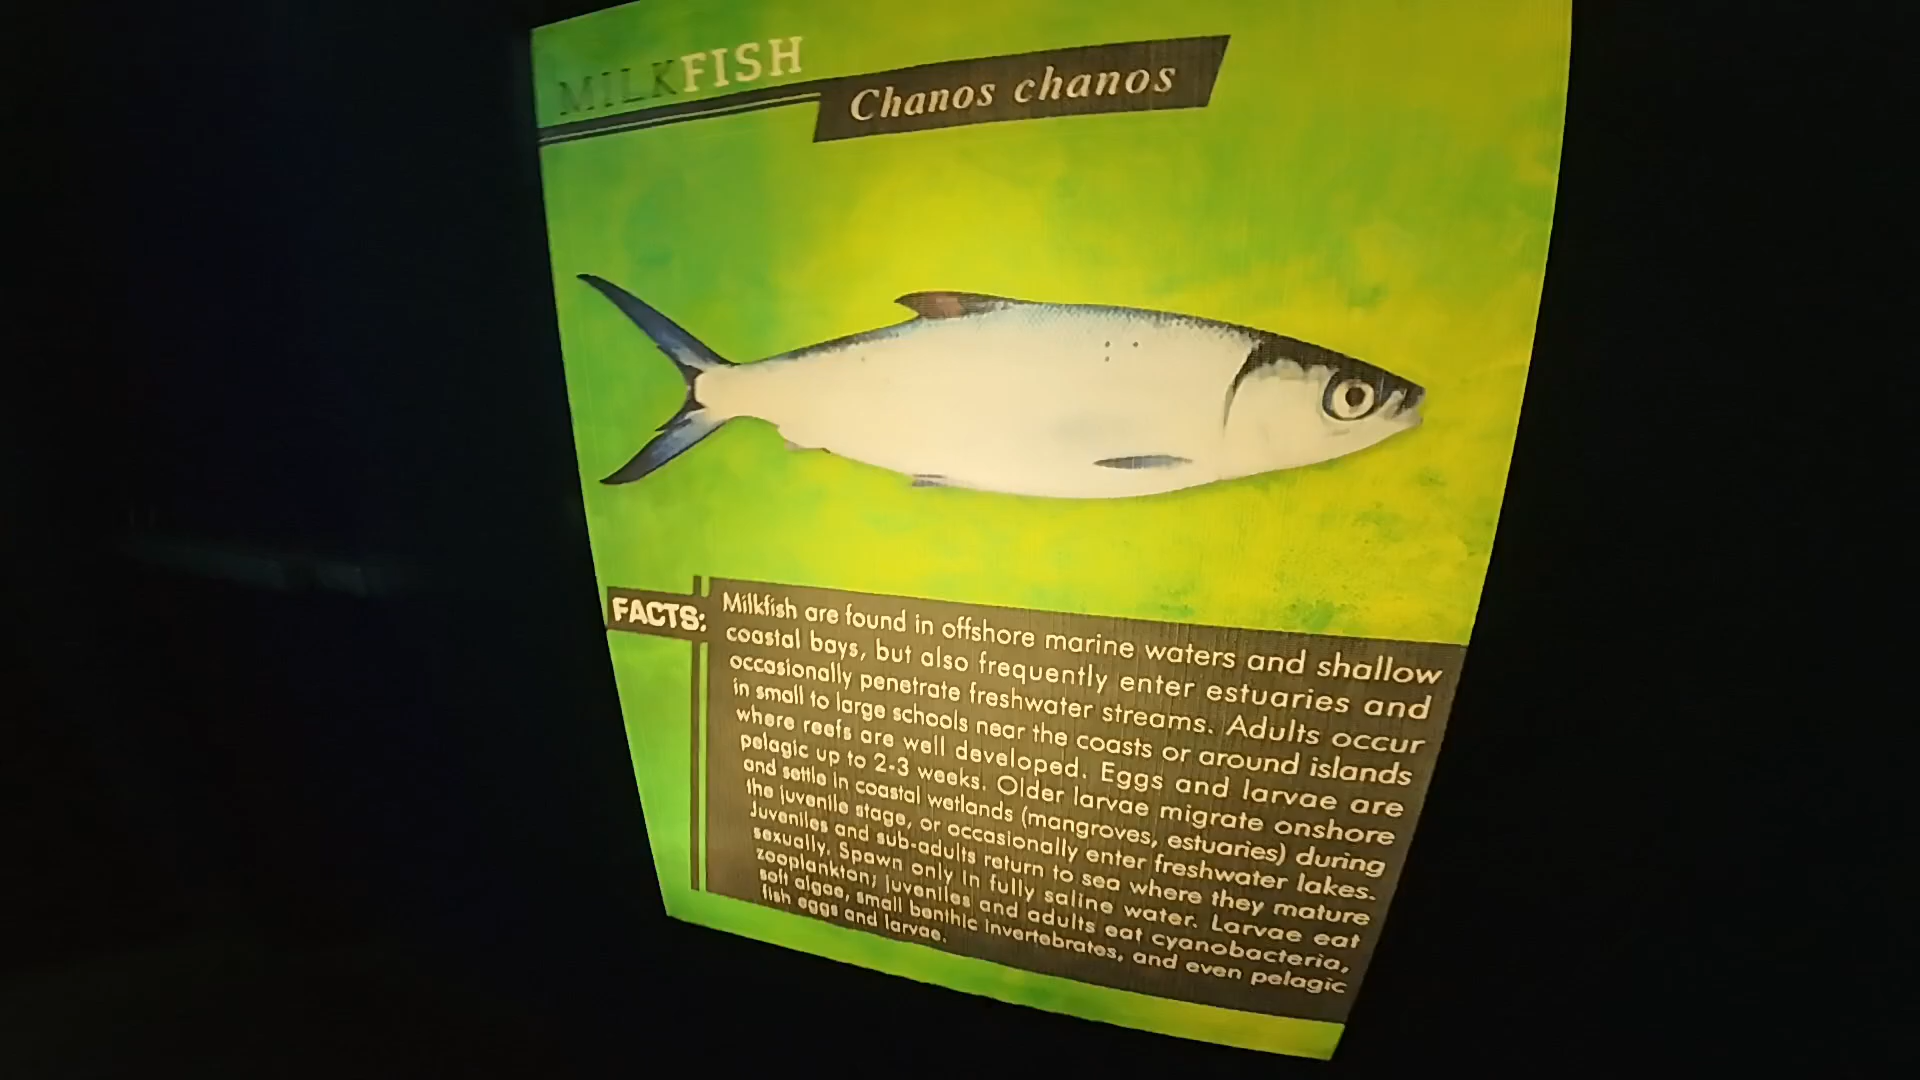 MILKFISH
Chanos chanos
FACTS:
Milkfish are found in offshore marine waters and shallow
coastal bays, but also frequently enter estuaries and
occasionally penetrate freshwater streams. Adults occur
in small to large schools near the coasts or around islands
where reefs are well developed. Eggs and larvae are
pelagic up to 2-3 weeks. Older larvae migrate onshore
and settle in coastal wetlands (mangroves, estuaries) during
the juvenile stage, or occasionally enter freshwater lakes.
Juveniles and sub-adults return to sea where they mature
sexually. Spawn only in fully saline water. Larvae eat
zooplankton; juveniles and adults eat cyanobacteria,
soft algae, small benthic invertebrates, and even pelagic
fish eggs and larvae.